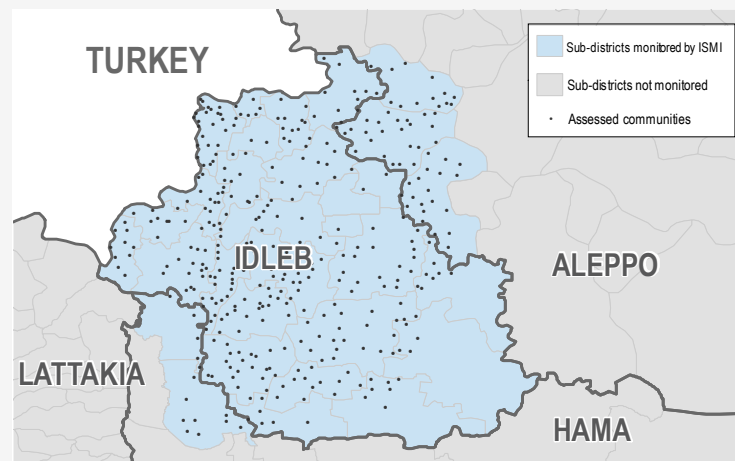 TURKEY
Sub-districts monitored by ISMI
Sub-districts not monitored
Assessed communities
IDLEB
ALEPPO
LATTAKIA
HAMA